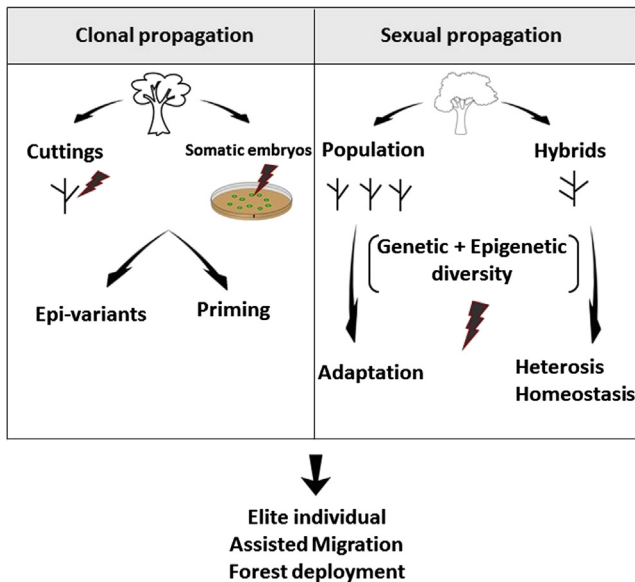 Clonal propagation
Sexual propagation
Cuttings
Somatic embryos
Epi-variants
Priming
Population
Hybrids
Genetic + Epigenetic
diversity
Adaptation
Heterosis
Homeostasis
Elite individual
Assisted Migration
Forest deployment